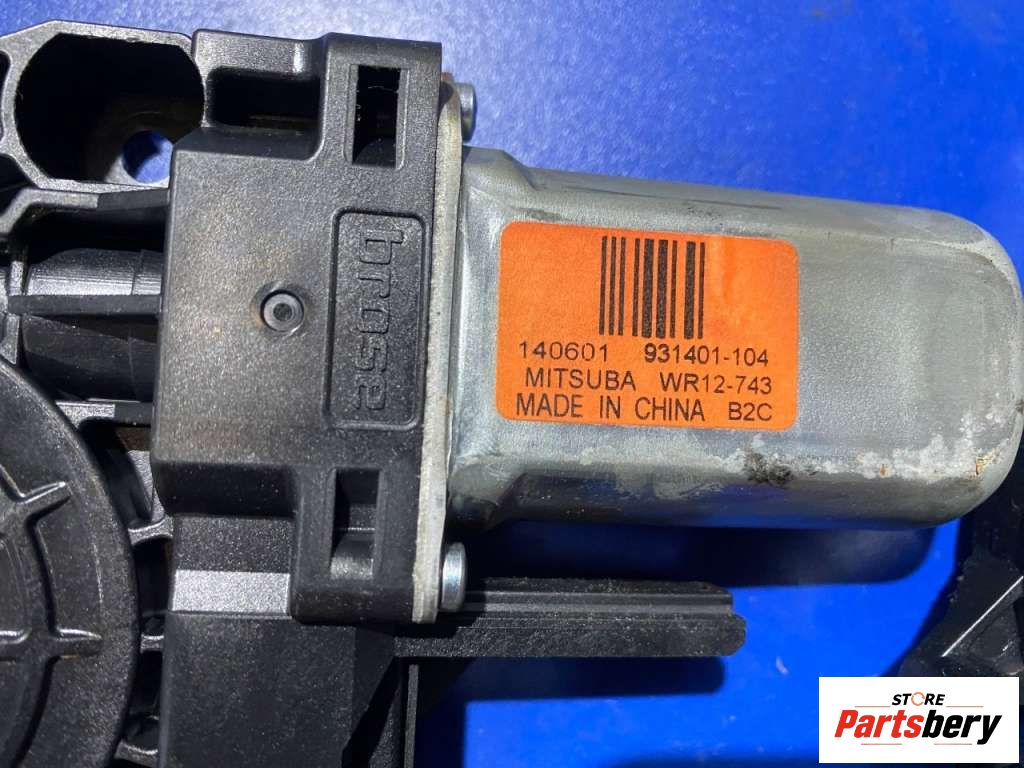 brose
140601 931401-104
MITSUBA WR12-743
MADE IN CHINA B2C
STORE
Partsbery